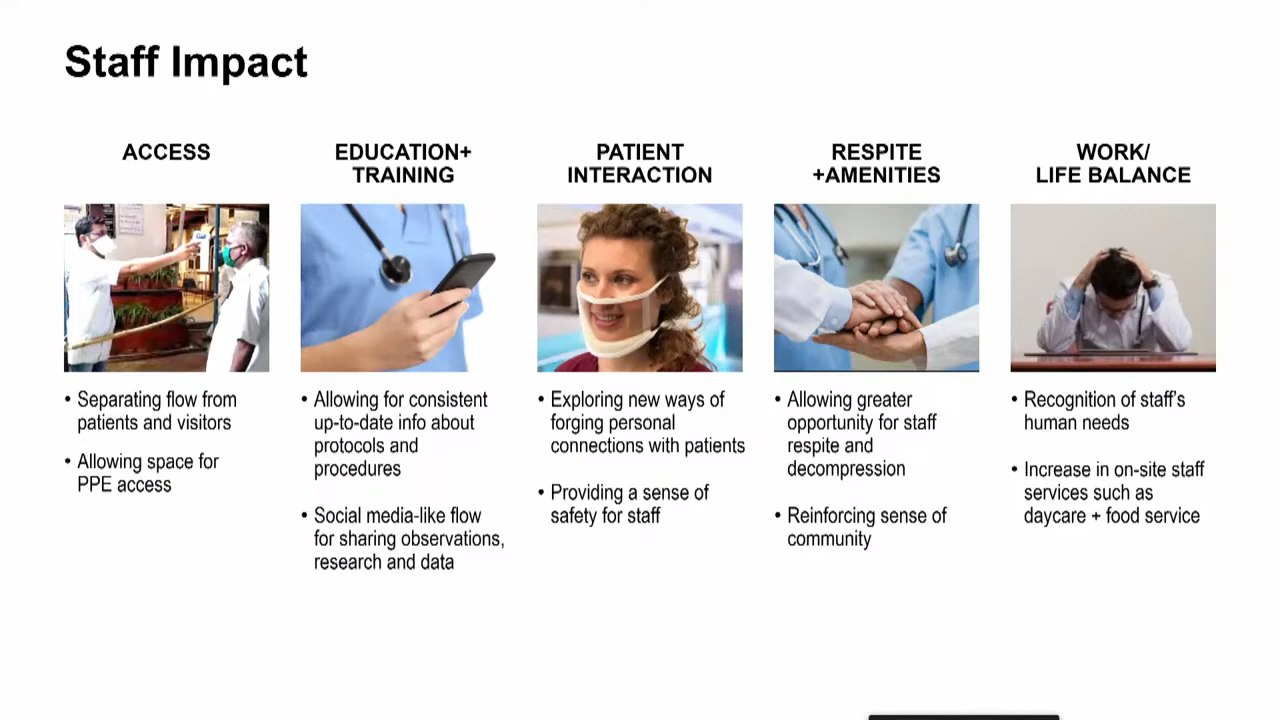 Staff Impact
ACCESS
• Separating flow from
patients and visitors
• Allowing space for
PPE access
EDUCATION+
TRAINING
• Allowing for consistent
up-to-date info about
protocols and
procedures
• Social media-like flow
for sharing observations,
research and data
PATIENT
INTERACTION
• Exploring new ways of
forging personal
connections with patients
• Providing a sense of
safety for staff
RESPITE
+AMENITIES
• Allowing greater
opportunity for staff
respite and
decompression
• Reinforcing sense of
community
WORK/
LIFE BALANCE
• Recognition of staff’s
human needs
• Increase in on-site staff
services such as
daycare + food service